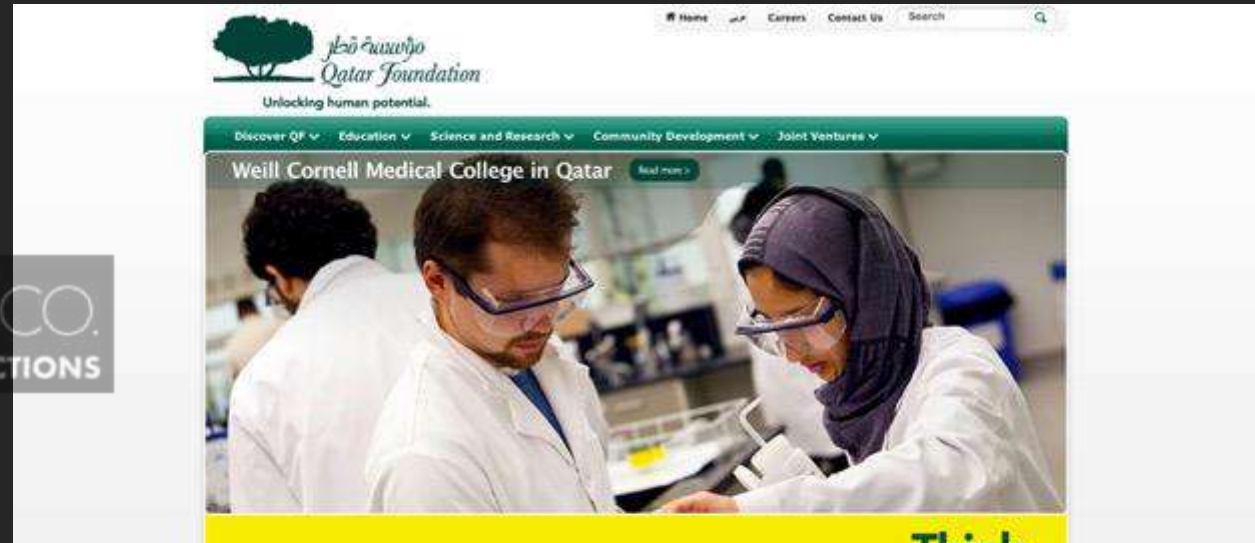 Home عربي Careers Contact Us Search
مؤسسة قطر
Qatar Foundation
Unlocking human potential.
Discover QF Education Science and Research Community Development Joint Ventures
Weill Cornell Medical College in Qatar Read more >
CO.
CTIONS
Think